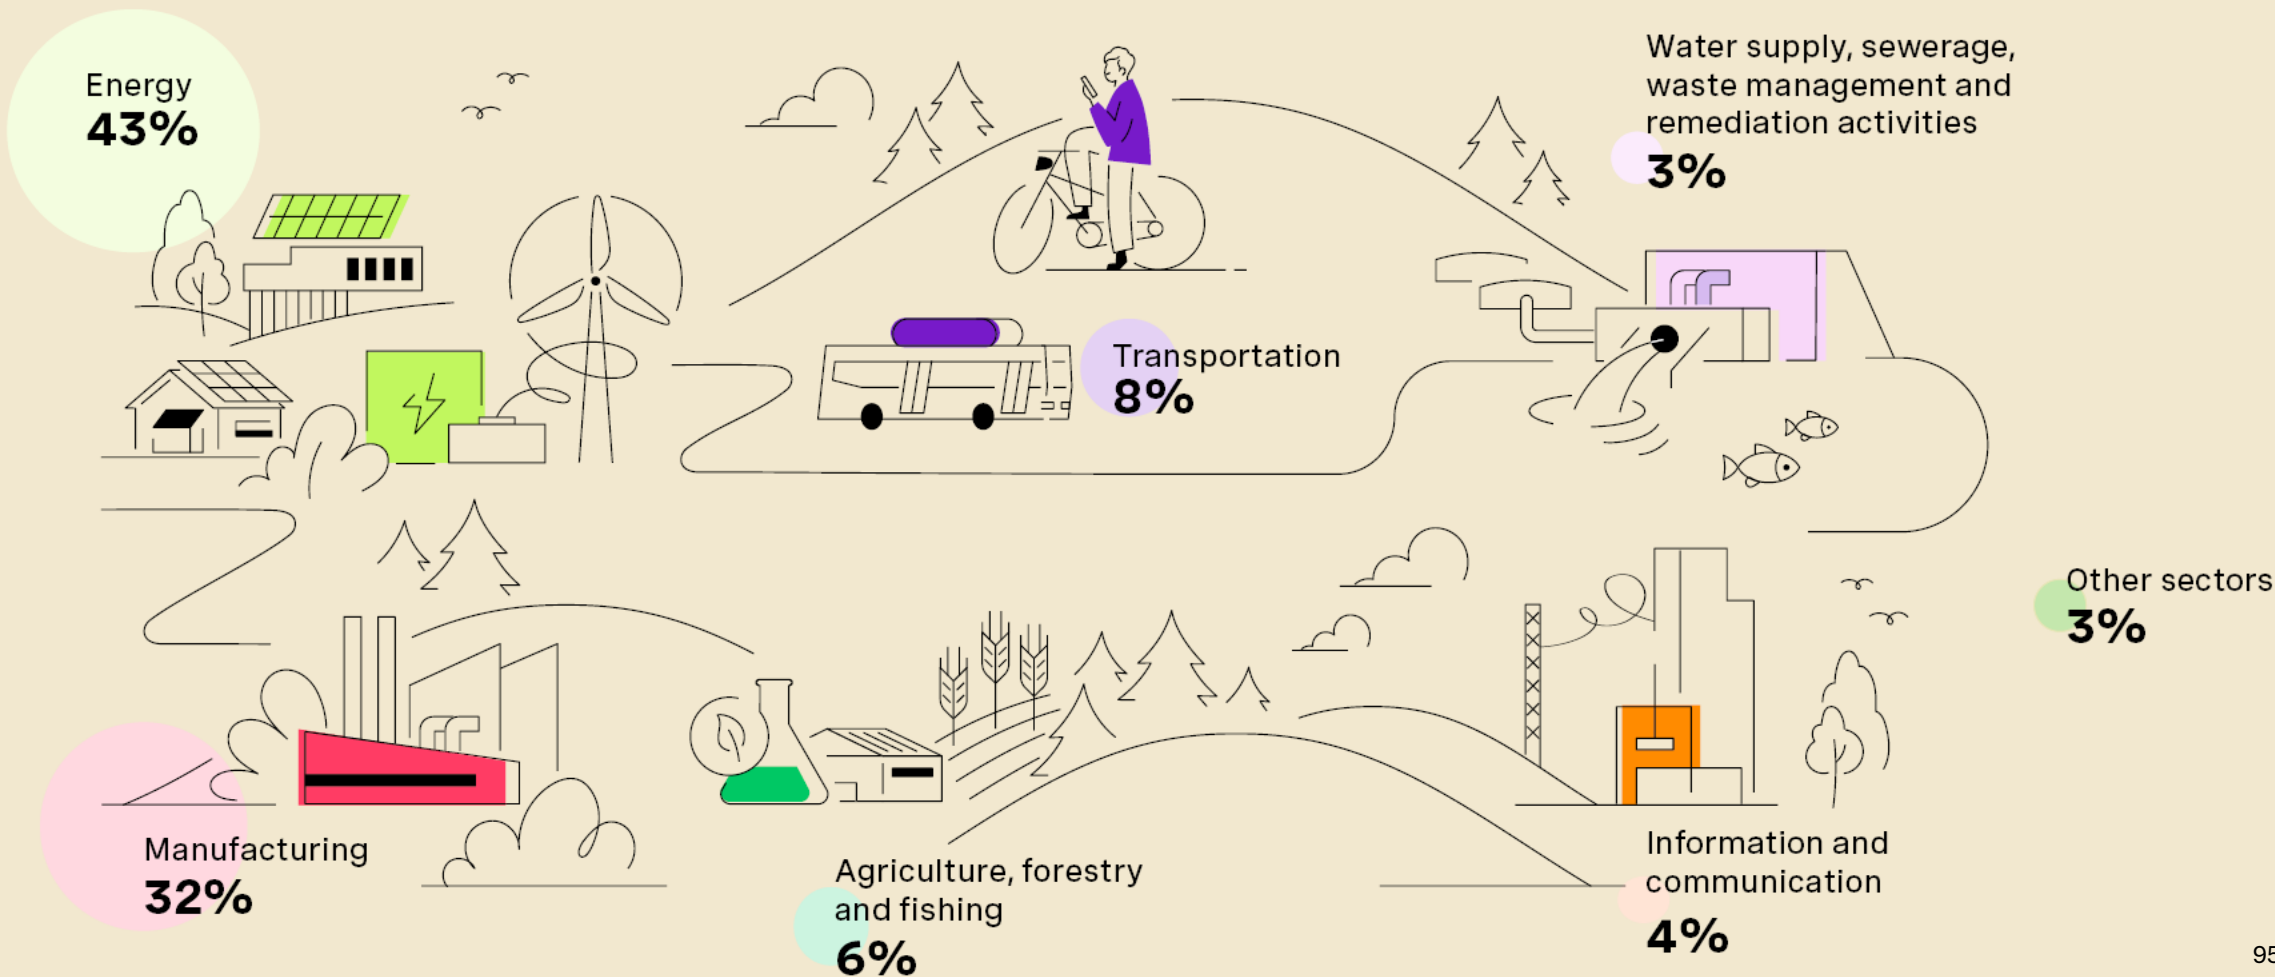 Energy
43%
Water supply, sewerage,
waste management and
remediation activities
3%
Transportation
8%
Other sectors
3%
Manufacturing
32%
Agriculture, forestry
and fishing
6%
Information and
communication
4%
95